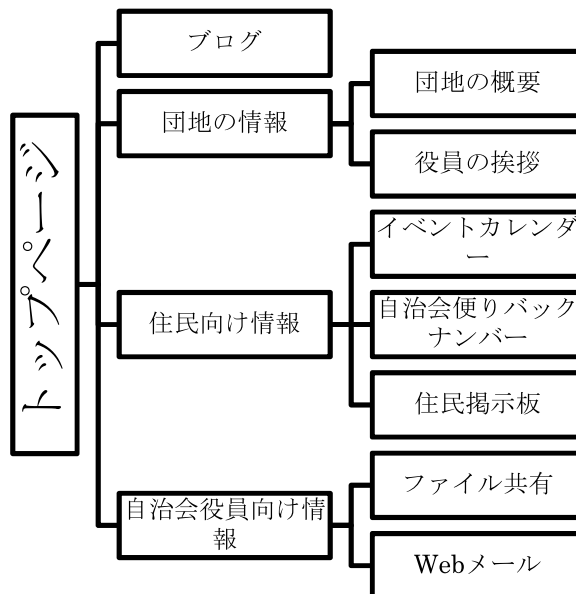 トップページ
ブログ
団地の情報
団地の概要
役員の挨拶
住民向け情報
イベントカレンダ
ー
自治会便りバック
ナンバー
住民掲示板
自治会役員向け情
報
ファイル共有
Webメール